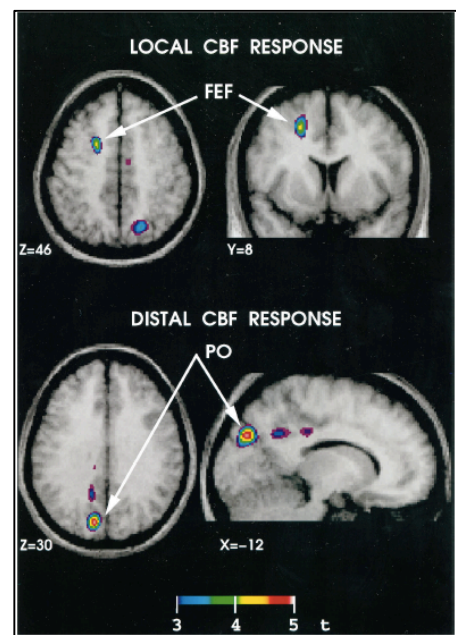 LOCAL CBF RESPONSE
FEF
Z=46
Y=8
DISTAL CBF RESPONSE
PO
Z=30
X=-12
3 4 5 t